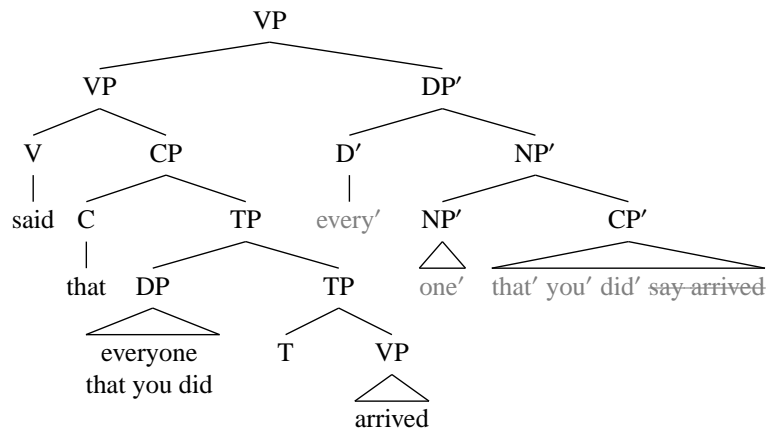 VP
VP DP′
V CP D′ NP′
said C TP every′ NP′ CP′
that DP TP one′ that′ you′ did′ say arrived
everyone T VP
that you did
arrived